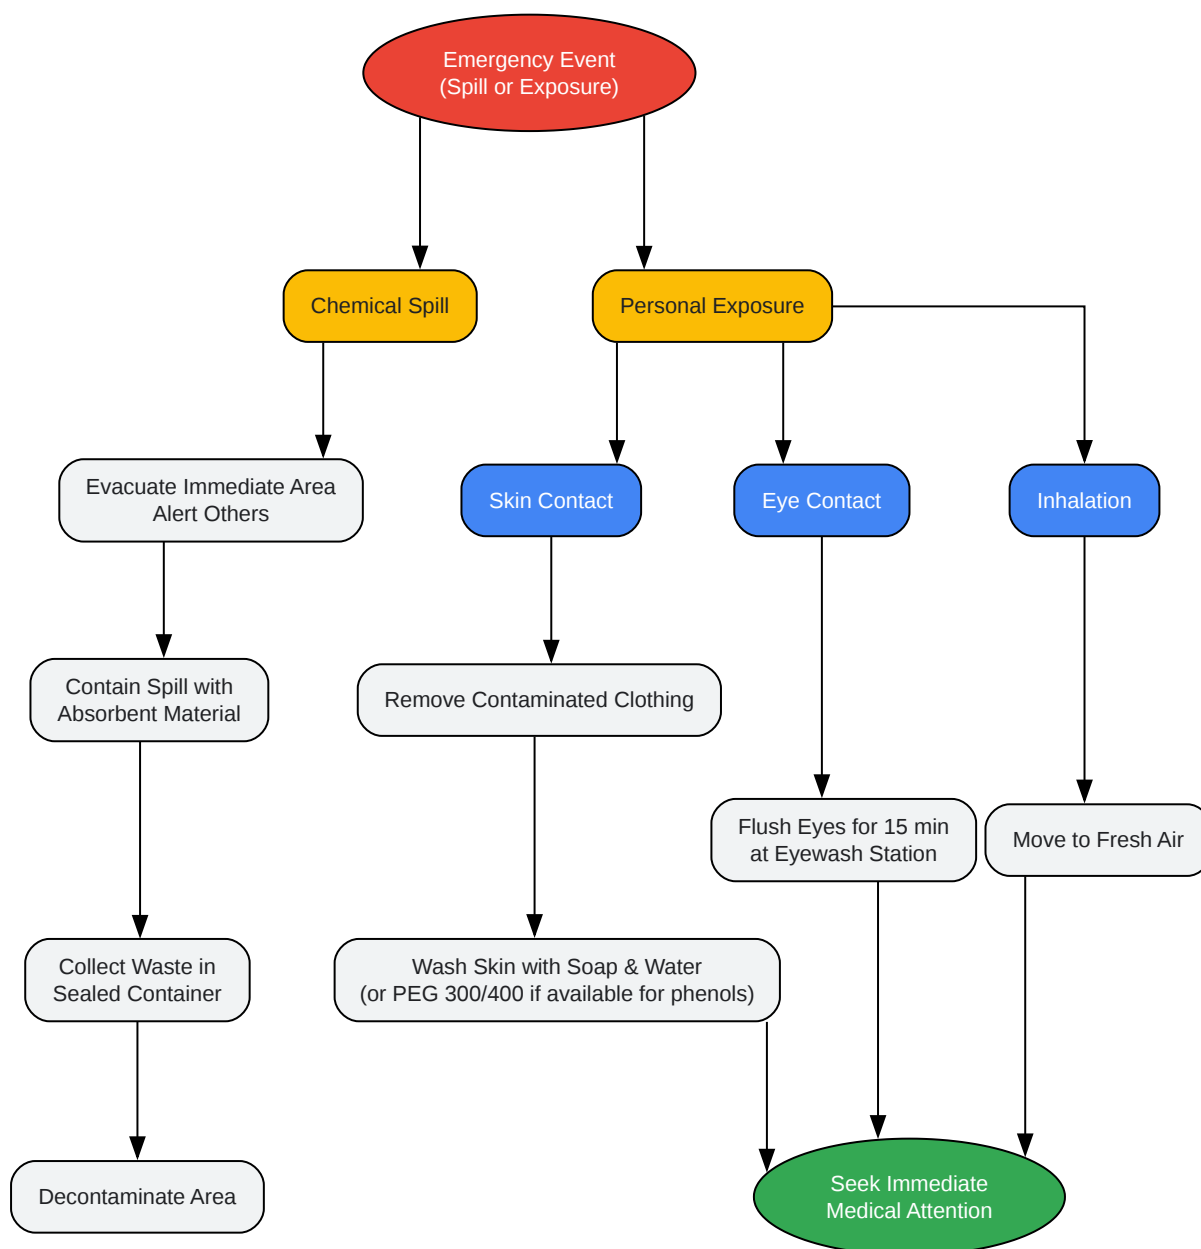 Emergency Event
(Spill or Exposure)
Chemical Spill
Personal Exposure
Evacuate Immediate Area
Alert Others
Skin Contact
Eye Contact
Inhalation
Contain Spill with
Absorbent Material
Remove Contaminated Clothing
Flush Eyes for 15 min
at Eyewash Station
Move to Fresh Air
Collect Waste in
Sealed Container
Wash Skin with Soap & Water
(or PEG 300/400 if available for phenols)
Decontaminate Area
Seek Immediate
Medical Attention